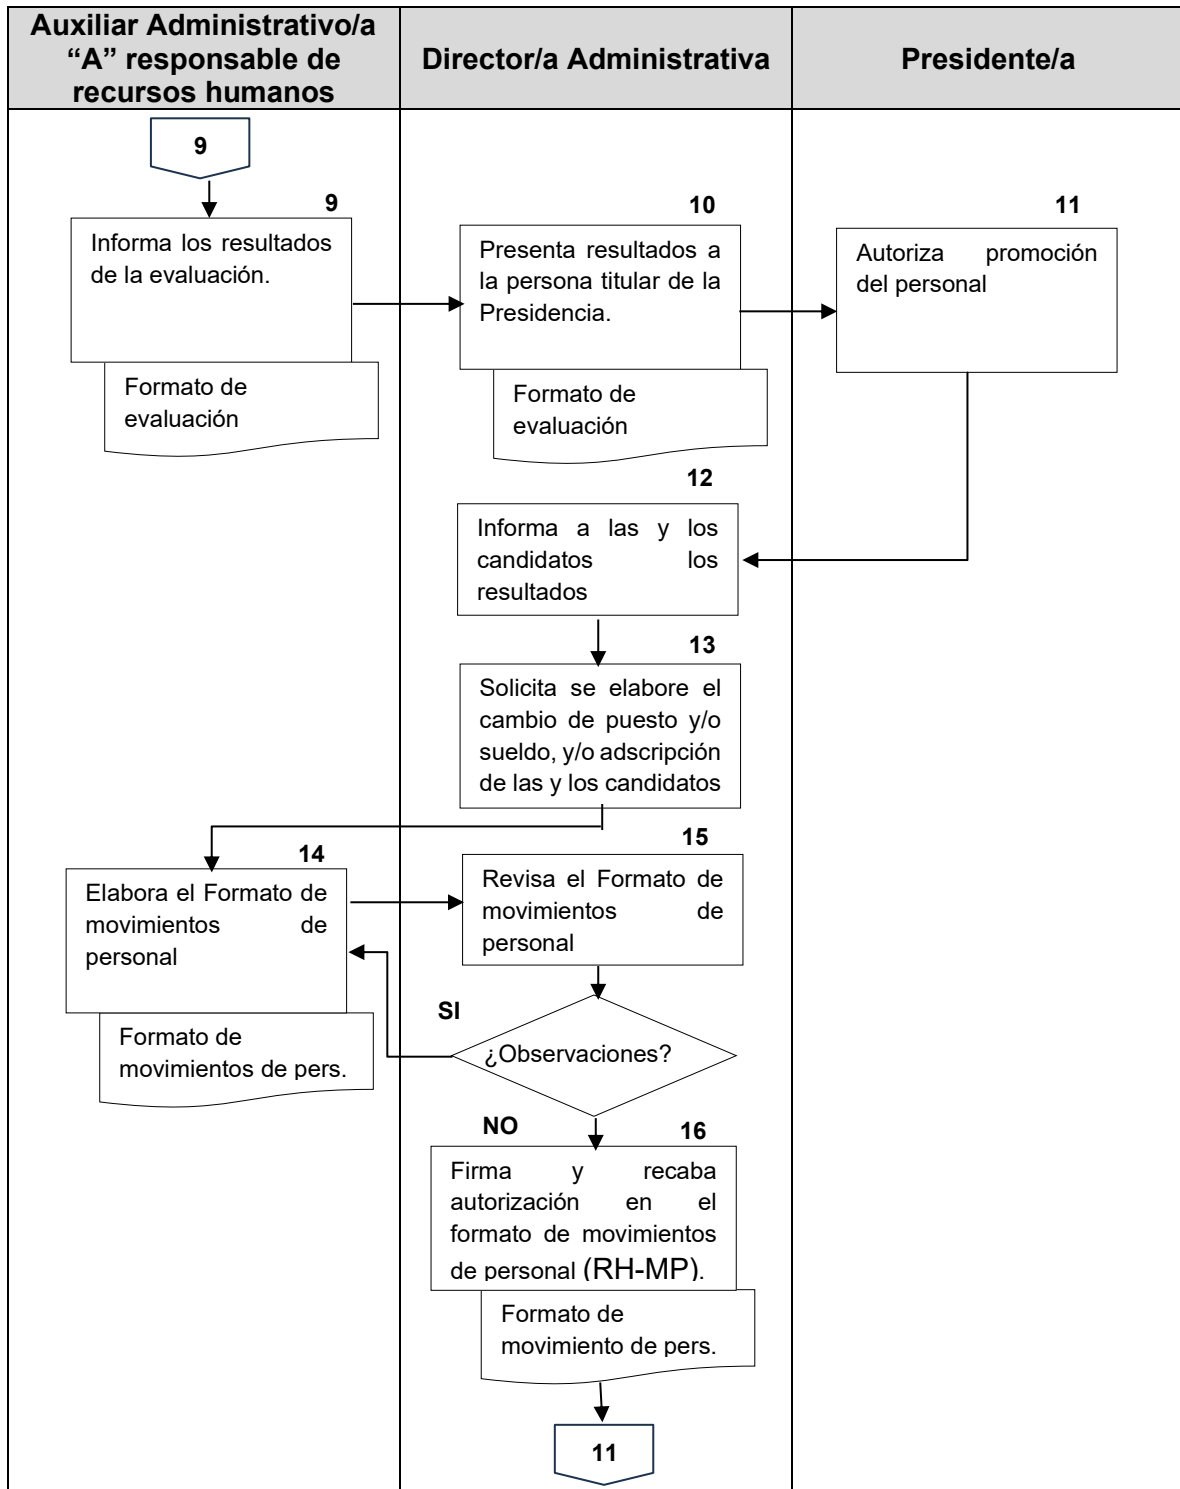 Auxiliar Administrativo/a
“A” responsable de
recursos humanos
Director/a Administrativa
Presidente/a
9
9
Informa los resultados
de la evaluación.
Formato de
evaluación
10
Presenta resultados a
la persona titular de la
Presidencia.
Formato de
evaluación
11
Autoriza promoción
del personal
12
Informa a las y los
candidatos los
resultados
13
Solicita se elabore el
cambio de puesto y/o
sueldo, y/o adscripción
de las y los candidatos
14
Elabora el Formato de
movimientos de
personal
Formato de
movimientos de pers.
15
Revisa el Formato de
movimientos de
personal
SI
¿Observaciones?
NO
16
Firma y recaba
autorización en el
formato de movimientos
de personal (RH-MP).
Formato de
movimiento de pers.
11